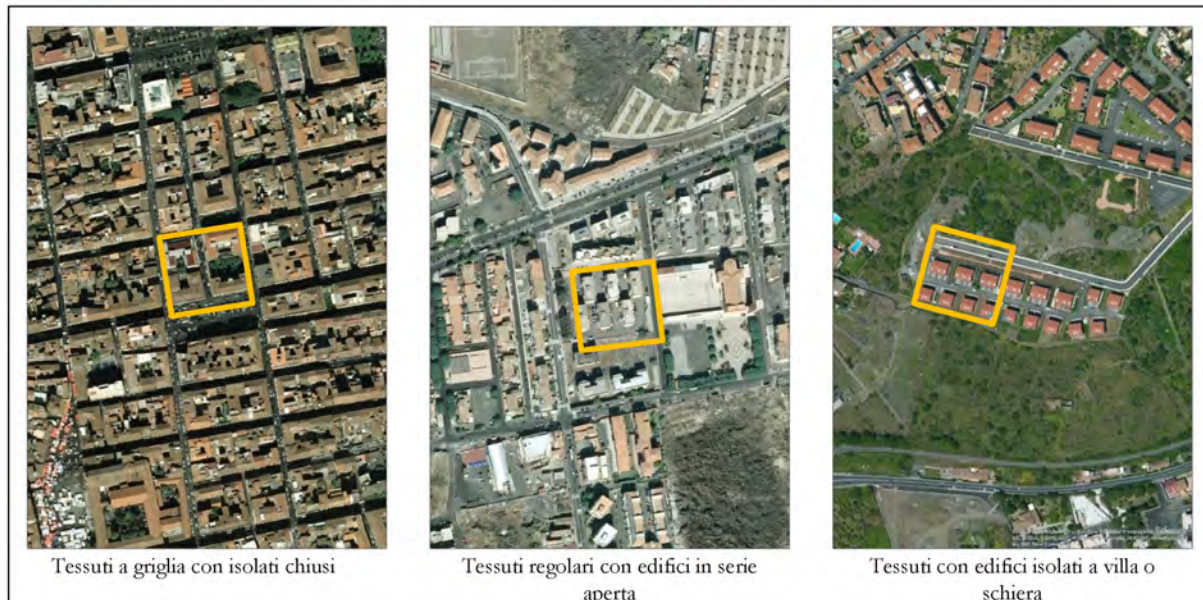 Tessuti a griglia con isolati chiusi
Tessuti regolari con edifici in serie
aperta
Tessuti con edifici isolati a villa o
schiera